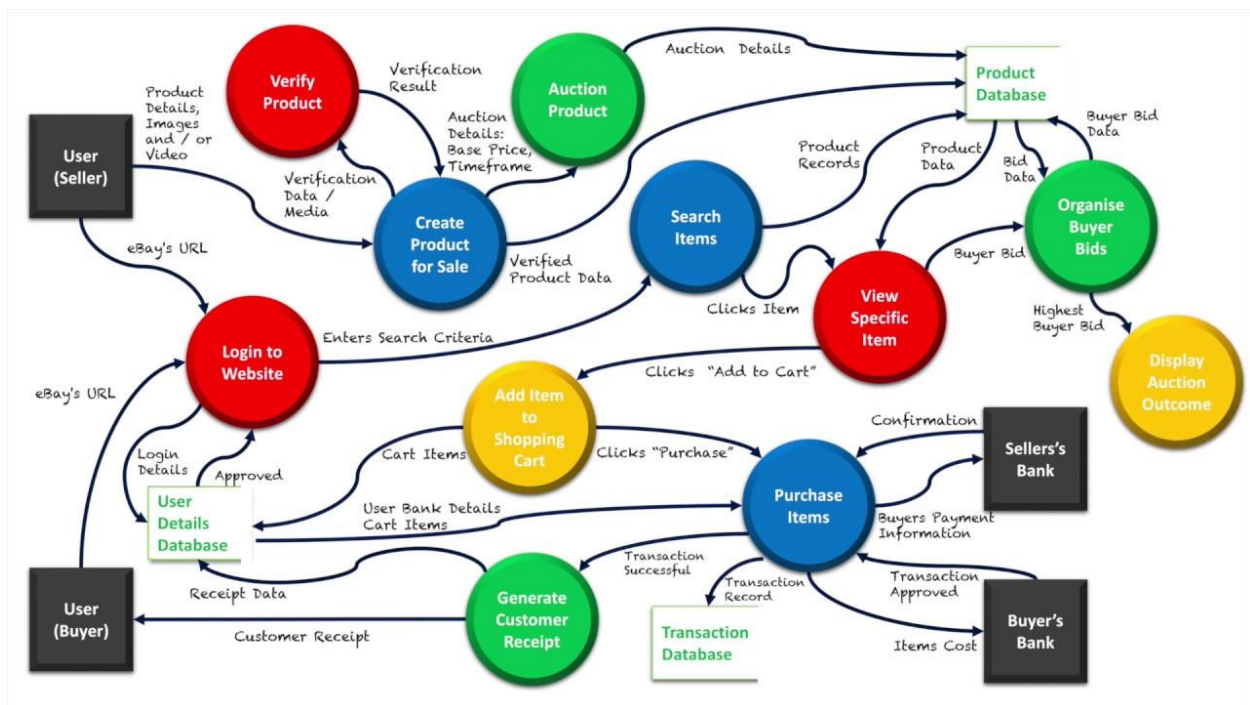 Verify
Product
Verification
Result
Auction
Product
Auction Details
Product
Database
Product
Details,
Images
and / or
Video
User
(Seller)
Verification
Data /
Media
Auction
Details:
Base Price,
Timeframe
Create
Product
for Sale
Verified
Product Data
Product
Records
Search
Items
Product
Data
Bid
Data
Buyer Bid
Data
Organise
Buyer
Bids
Buyer Bid
eBay's URL
Clicks Item
View
Specific
Item
Highest
Buyer Bid
Display
Auction
Outcome
Login to
Website
Enters Search Criteria
eBay's URL
Clicks "Add to Cart"
Add Item
to
Shopping
Cart
Cart Items
Clicks "Purchase"
Confirmation
Sellers's
Bank
Login
Details
Approved
User
Details
Database
User Bank Details
Cart Items
Purchase
Items
Buyers Payment
Information
Transaction
Successful
Transaction
Record
Transaction
Approved
Receipt Data
Generate
Customer
Receipt
User
(Buyer)
Customer Receipt
Transaction
Database
Items Cost
Buyer's
Bank